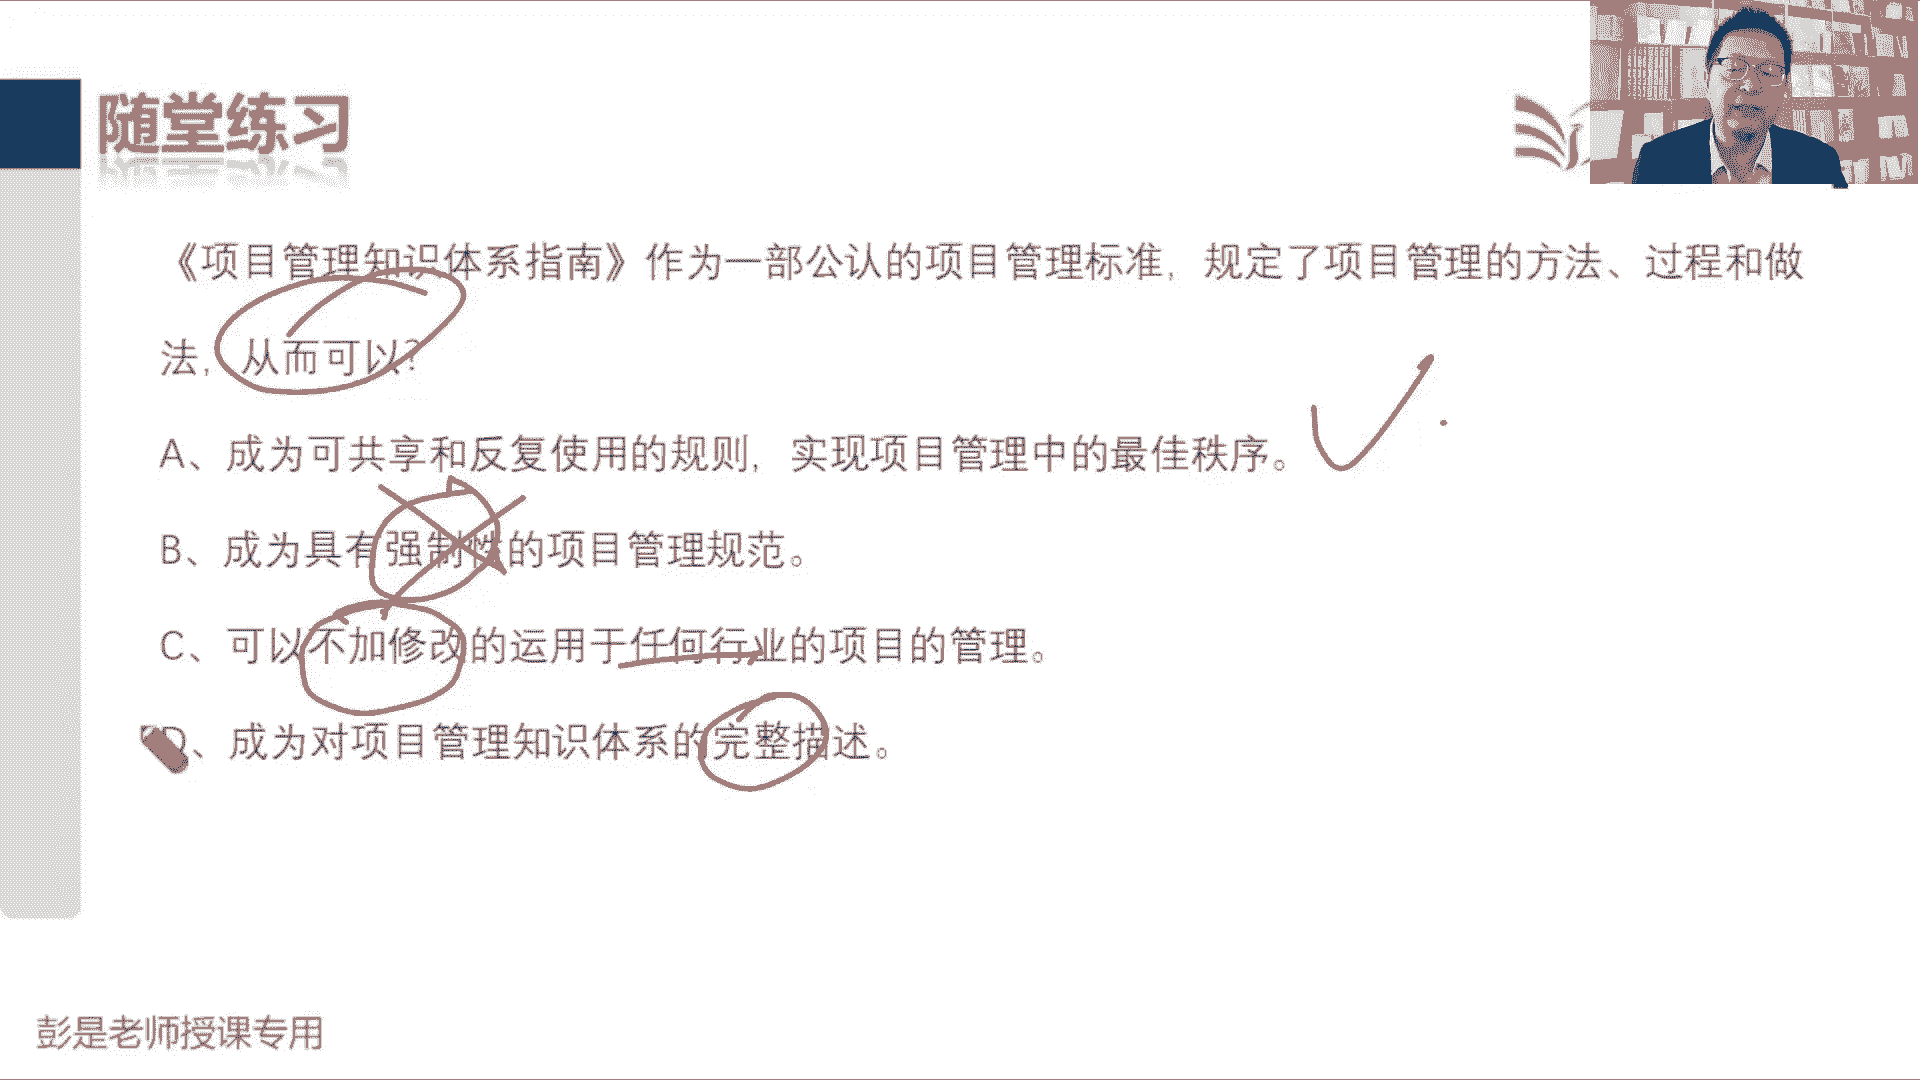 随堂练习
《项目管理知识体系指南》作为一部公认的项目管理标准，规定了项目管理的方法、过程和做
法，从而可以？
A、成为可共享和反复使用的规则，实现项目管理中的最佳秩序。
B、成为具有强制性的项目管理规范。
C、可以不加修改的运用于任何行业的项目的管理。
D、成为对项目管理知识体系的完整描述。
彭是老师授课专用